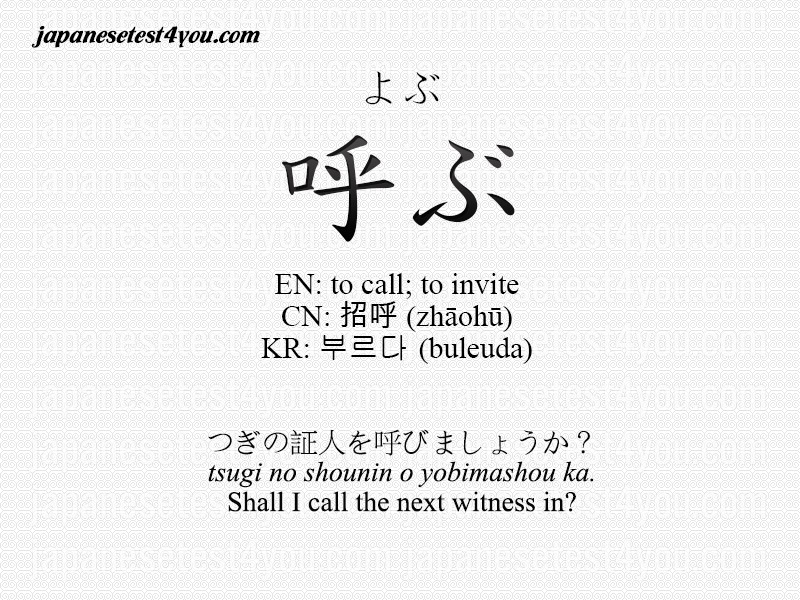 japanesetest4you.com
よぶ
呼ぶ
EN: to call; to invite
CN: 招呼 (zhāohū)
KR: 부르다 (buleuda)
つぎの証人を呼びましょうか？
tsugi no shounin o yobimashou ka.
Shall I call the next witness in?